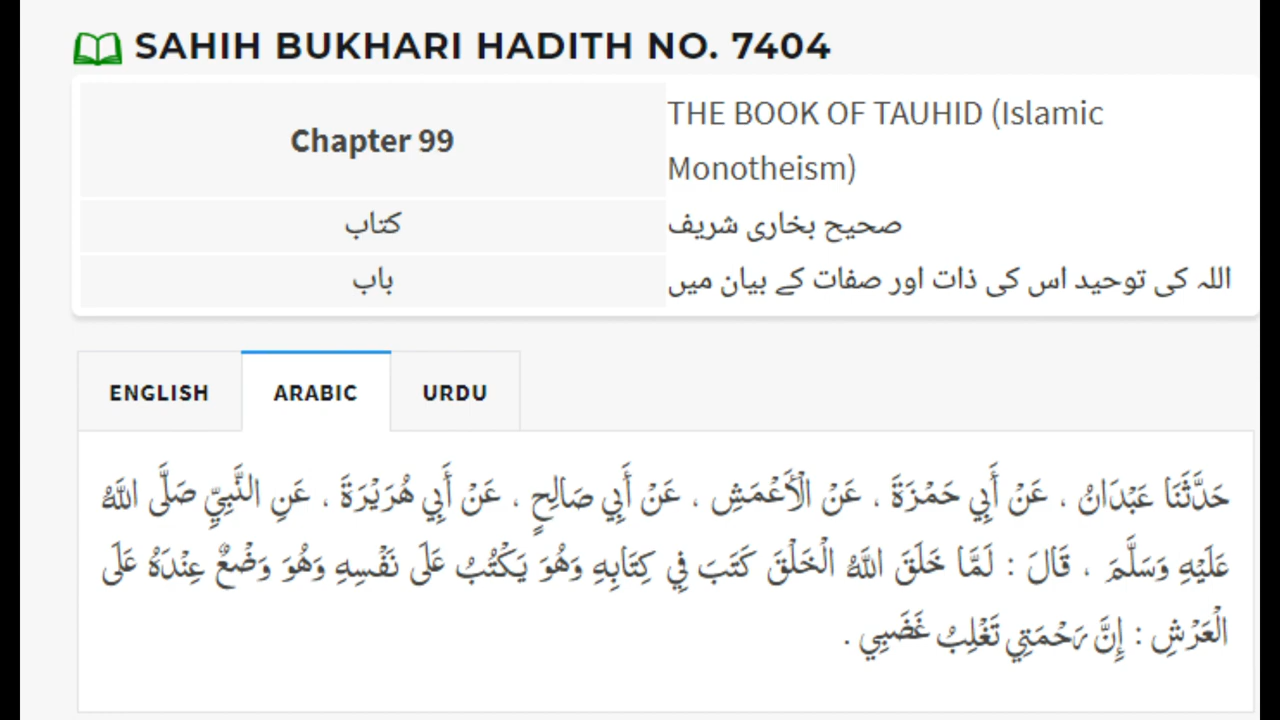 SAHIH BUKHARI HADITH NO. 7404
Chapter 99
THE BOOK OF TAUHID (Islamic
Monotheism)
کتاب
صحیح بخاری شریف
باب
اللہ کی توحید اس کی ذات اور صفات کے بیان میں
ENGLISH
ARABIC
URDU
حَدَّثَنَا عَبْدَانُ ، عَنْ أَبِي حَمْزَةَ ، عَنْ الْأَعْمَشِ ، عَنْ أَبِي صَالِحٍ ، عَنْ أَبِي هُرَيْرَةَ ، عَنِ النَّبِيِّ صَلَّى اللَّهُ
عَلَيْهِ وَسَلَّمَ ، قَالَ : لَمَّا خَلَقَ اللَّهُ الْخَلْقَ كَتَبَ فِي كِتَابِهِ وَهُوَ يَكْتُبُ عَلَى نَفْسِهِ وَهُوَ وَضْعٌ عِنْدَهُ عَلَى
الْعَرْشِ : إِنَّ رَحْمَتِي تَغْلِبُ غَضَبِي .